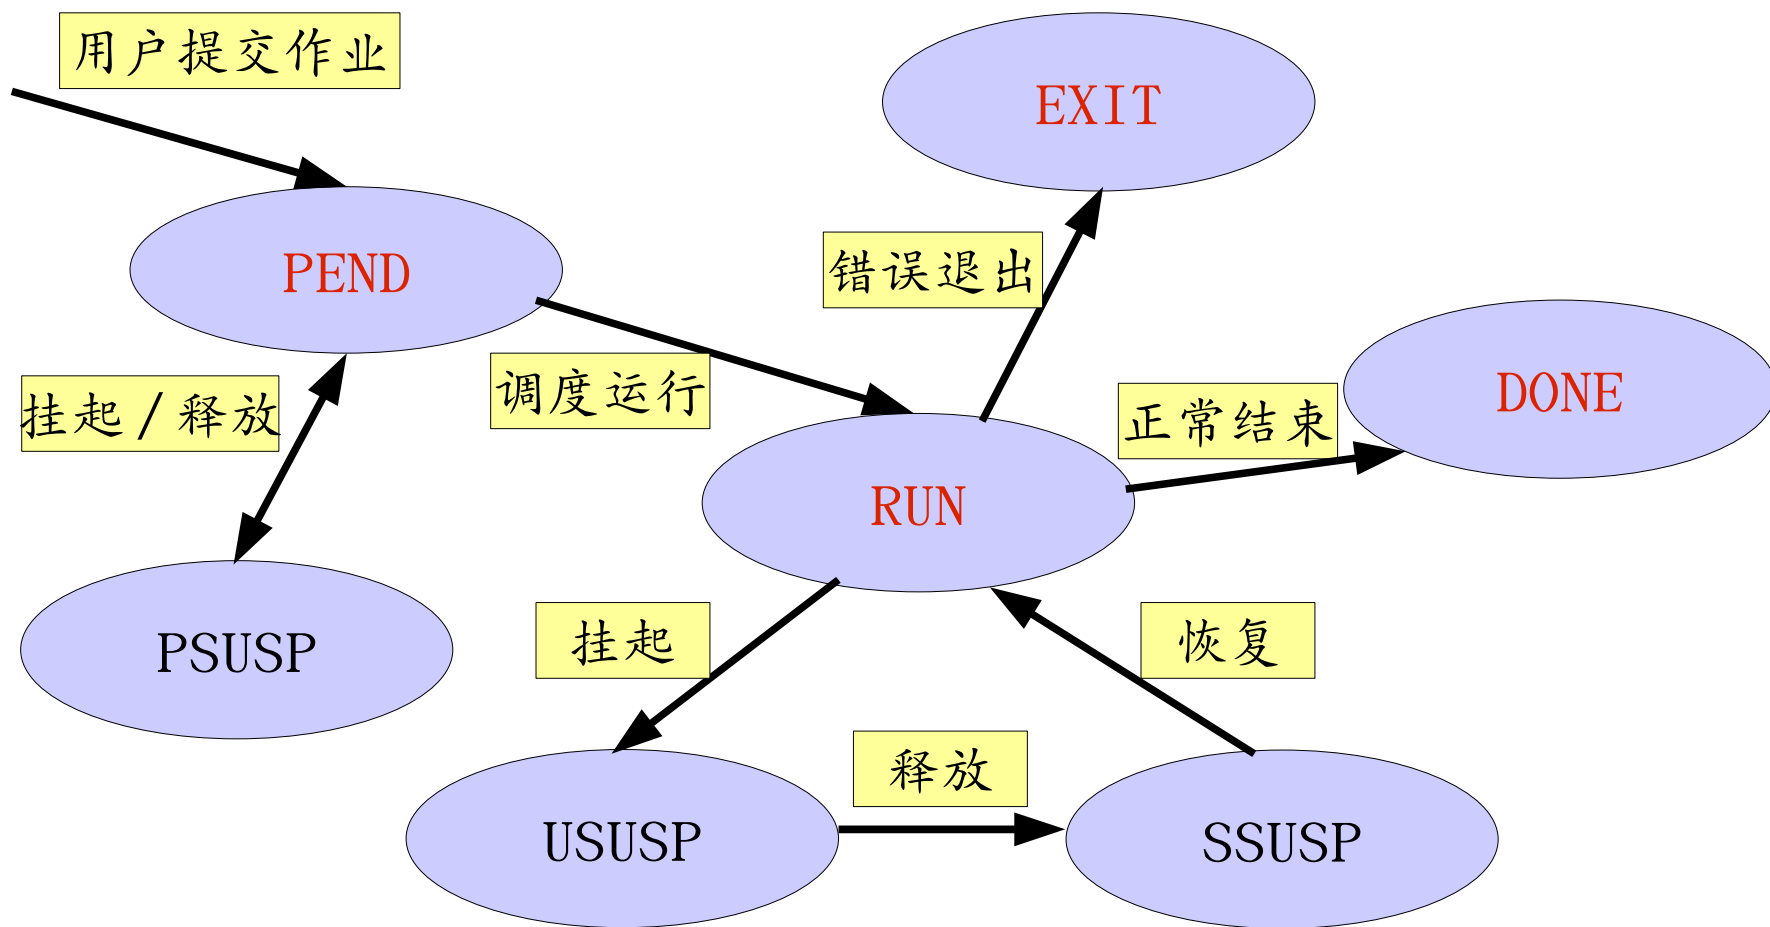 用户提交作业
EXIT
PEND
错误退出
调度运行
DONE
挂起/释放
正常结束
RUN
PSUSP
挂起
恢复
释放
USUSP
SSUSP